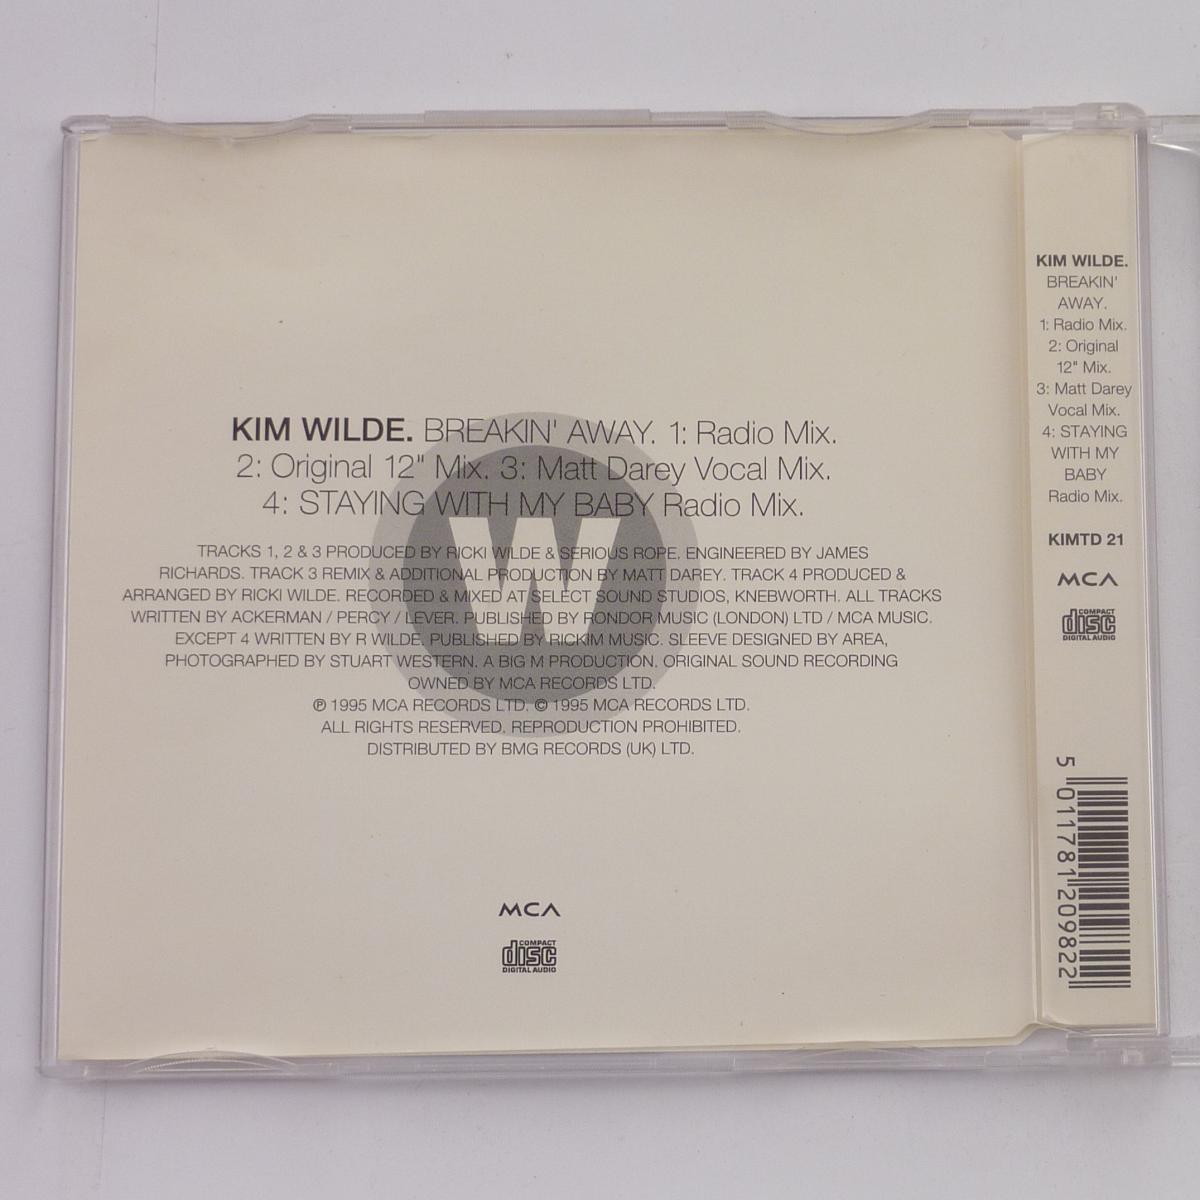 KIM WILDE. BREAKIN' AWAY. 1: Radio Mix.
2: Original 12" Mix. 3: Matt Darey Vocal Mix.
4: STAYING WITH MY BABY Radio Mix.
W
TRACKS 1, 2 & 3 PRODUCED BY RICKI WILDE & SERIOUS ROPE. ENGINEERED BY JAMES
RICHARDS. TRACK 3 REMIX & ADDITIONAL PRODUCTION BY MATT DAREY. TRACK 4 PRODUCED &
ARRANGED BY RICKI WILDE. RECORDED & MIXED AT SELECT SOUND STUDIOS, KNEBWORTH. ALL TRACKS
WRITTEN BY ACKERMAN / PERCY / LEVER. PUBLISHED BY RONDOR MUSIC (LONDON) LTD / MCA MUSIC.
EXCEPT 4 WRITTEN BY R WILDE. PUBLISHED BY RICKIM MUSIC. SLEEVE DESIGNED BY AREA,
PHOTOGRAPHED BY STUART WESTERN. A BIG M PRODUCTION. ORIGINAL SOUND RECORDING
OWNED BY MCA RECORDS LTD.
℗ 1995 MCA RECORDS LTD. © 1995 MCA RECORDS LTD.
ALL RIGHTS RESERVED. REPRODUCTION PROHIBITED.
DISTRIBUTED BY BMG RECORDS (UK) LTD.
MCA
COMPACT
disc
DIGITAL AUDIO
KIM WILDE.
BREAKIN'
AWAY.
1: Radio Mix.
2: Original
12" Mix.
3: Matt Darey
Vocal Mix.
4: STAYING
WITH MY
BABY
Radio Mix.
KIMTD 21
MCA
COMPACT
disc
DIGITAL AUDIO
5 011781 209822